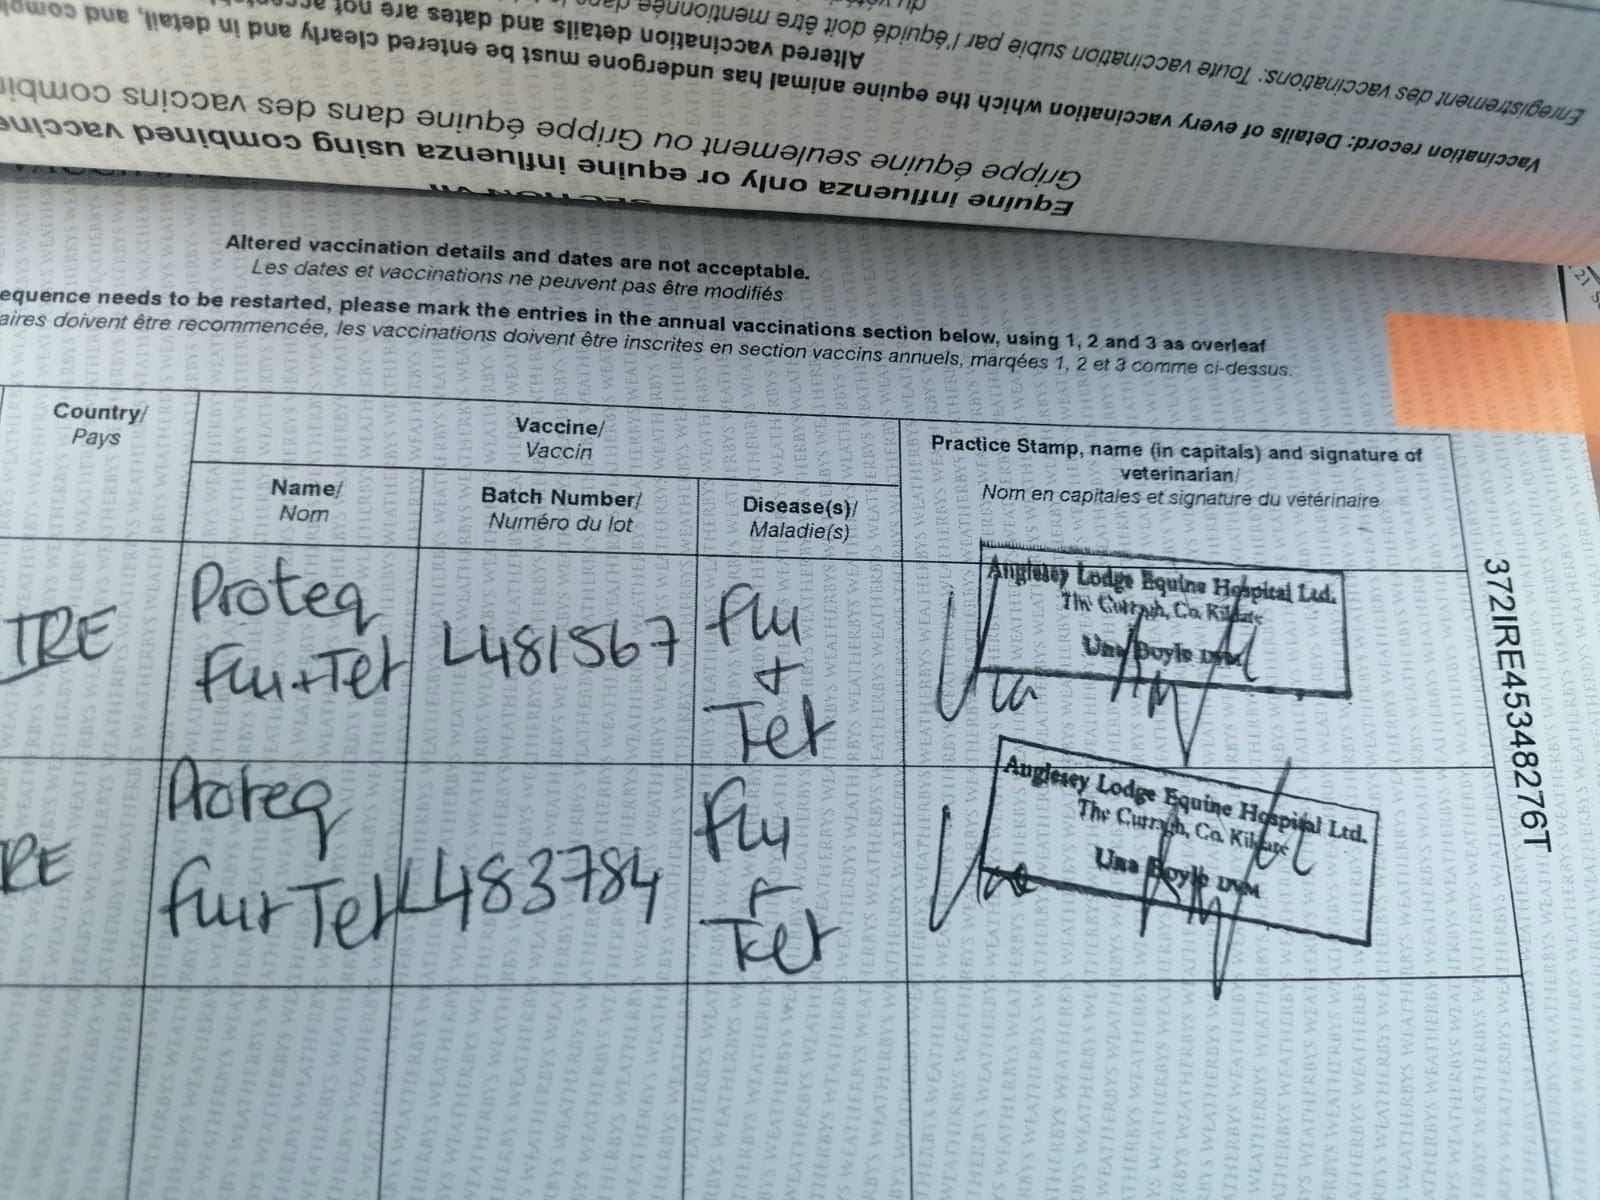 Enregistrement des vaccinations: Toute vaccination subie par l'équidé doit être mentionnée dans
Vaccination record: Details of every vaccination which the equine animal has undergone must be entered clearly and in detail, and
Altered vaccination details and dates are not
Grippe équine seulement ou Grippe équine dans des vaccins
Equine influenza only or equine influenza using combined
Altered vaccination details and dates are not acceptable.
Les dates et vaccinations ne peuvent pas être modifiés
equence needs to be restarted, please mark the entries in the annual vaccinations section below, using 1, 2 and 3 as overleaf
aires doivent être recommencée, les vaccinations doivent être inscrites en section vaccins annuels, marqées 1, 2 et 3 comme ci-dessus.
Country/
Pays
Vaccine/
Vaccin
Practice Stamp, name (in capitals) and signature of
veterinarian/
Nom en capitales et signature du vétérinaire
Name/
Nom
Batch Number/
Numéro du lot
Disease(s)/
Maladie(s)
IRE
Proteq
Flu+Tet
L481567
Flu
+
Tet
Anglesey Lodge Equine Hospital Ltd.
The Curragh, Co. Kildare
Una Boyle DVM
RE
Proteq
Flu+Tet
L483784
Flu
+
Tet
Anglesey Lodge Equine Hospital Ltd.
The Curragh, Co. Kildare
Una Boyle DVM
372IRE45348276T